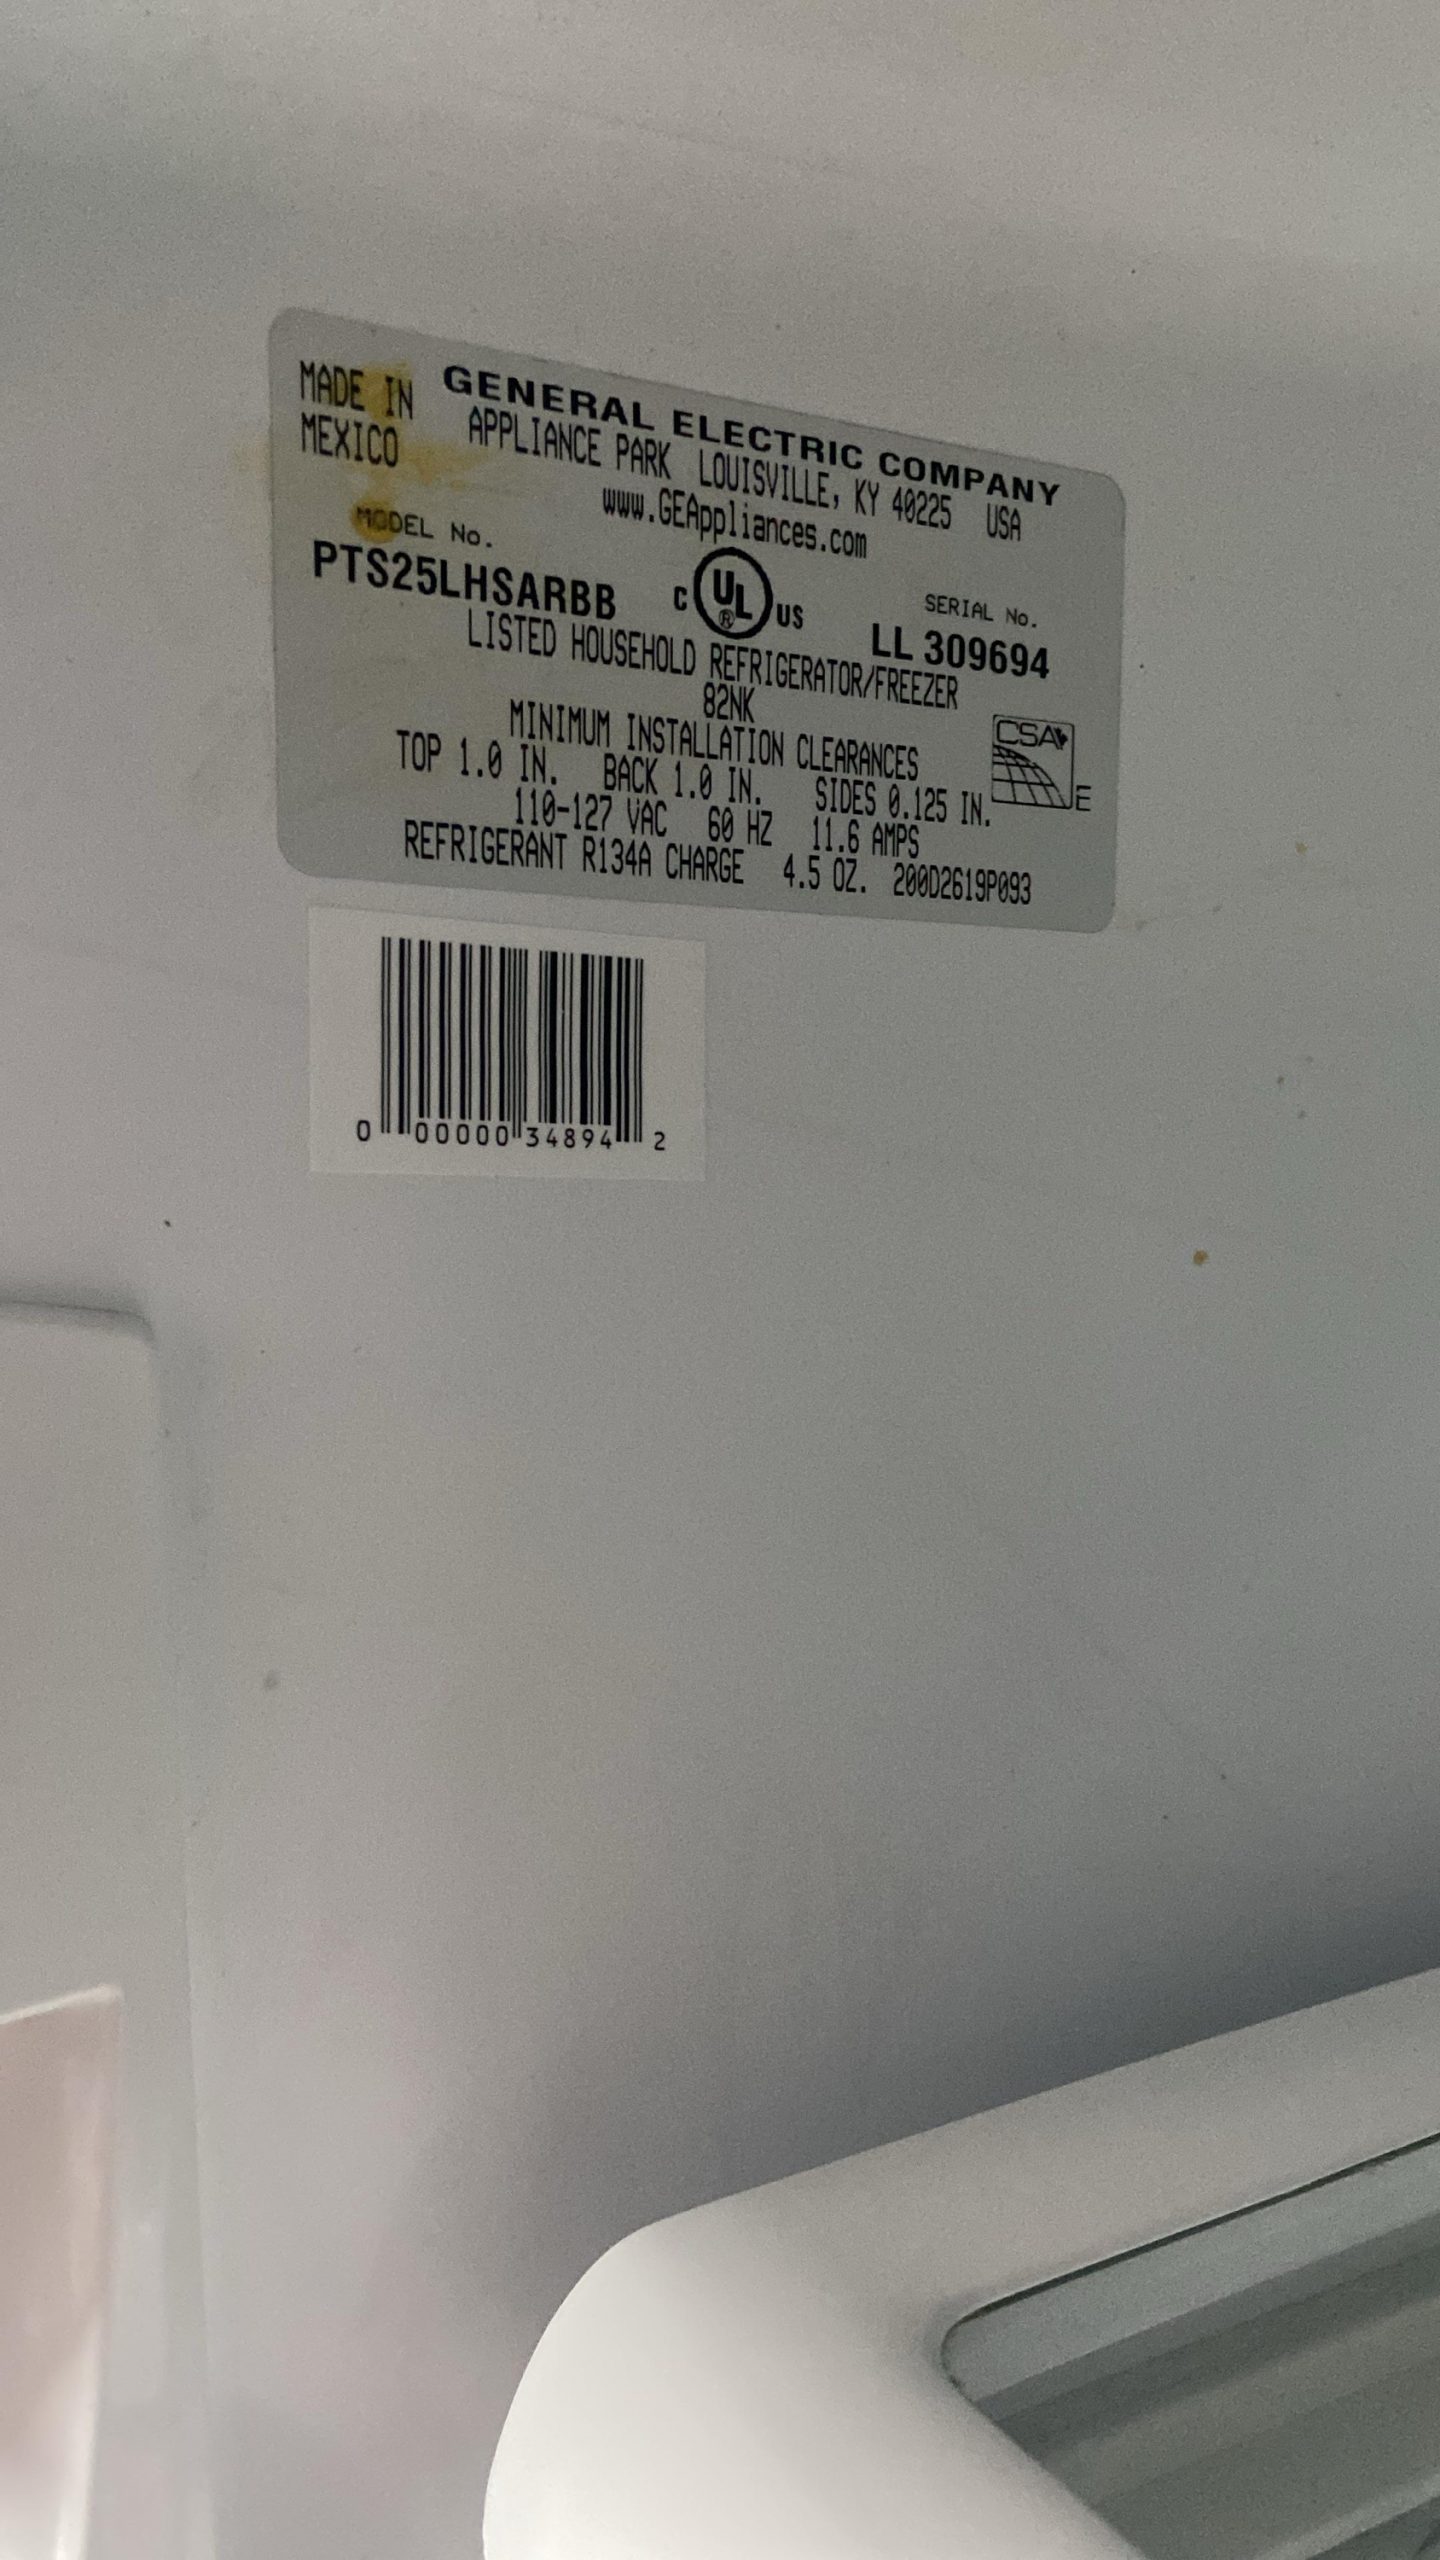 MADE IN
MEXICO
GENERAL ELECTRIC COMPANY
APPLIANCE PARK LOUISVILLE, KY 40225 USA
www.GEAppliances.com
MODEL No.
PTS25LHSARBB
C UL ® US
SERIAL No.
LL 309694
LISTED HOUSEHOLD REFRIGERATOR/FREEZER
82NK
MINIMUM INSTALLATION CLEARANCES
TOP 1.0 IN. BACK 1.0 IN. SIDES 0.125 IN.
CSA E
110-127 VAC 60 HZ 11.6 AMPS
REFRIGERANT R134A CHARGE 4.5 OZ. 200D2619P093
0 00000 34894 2